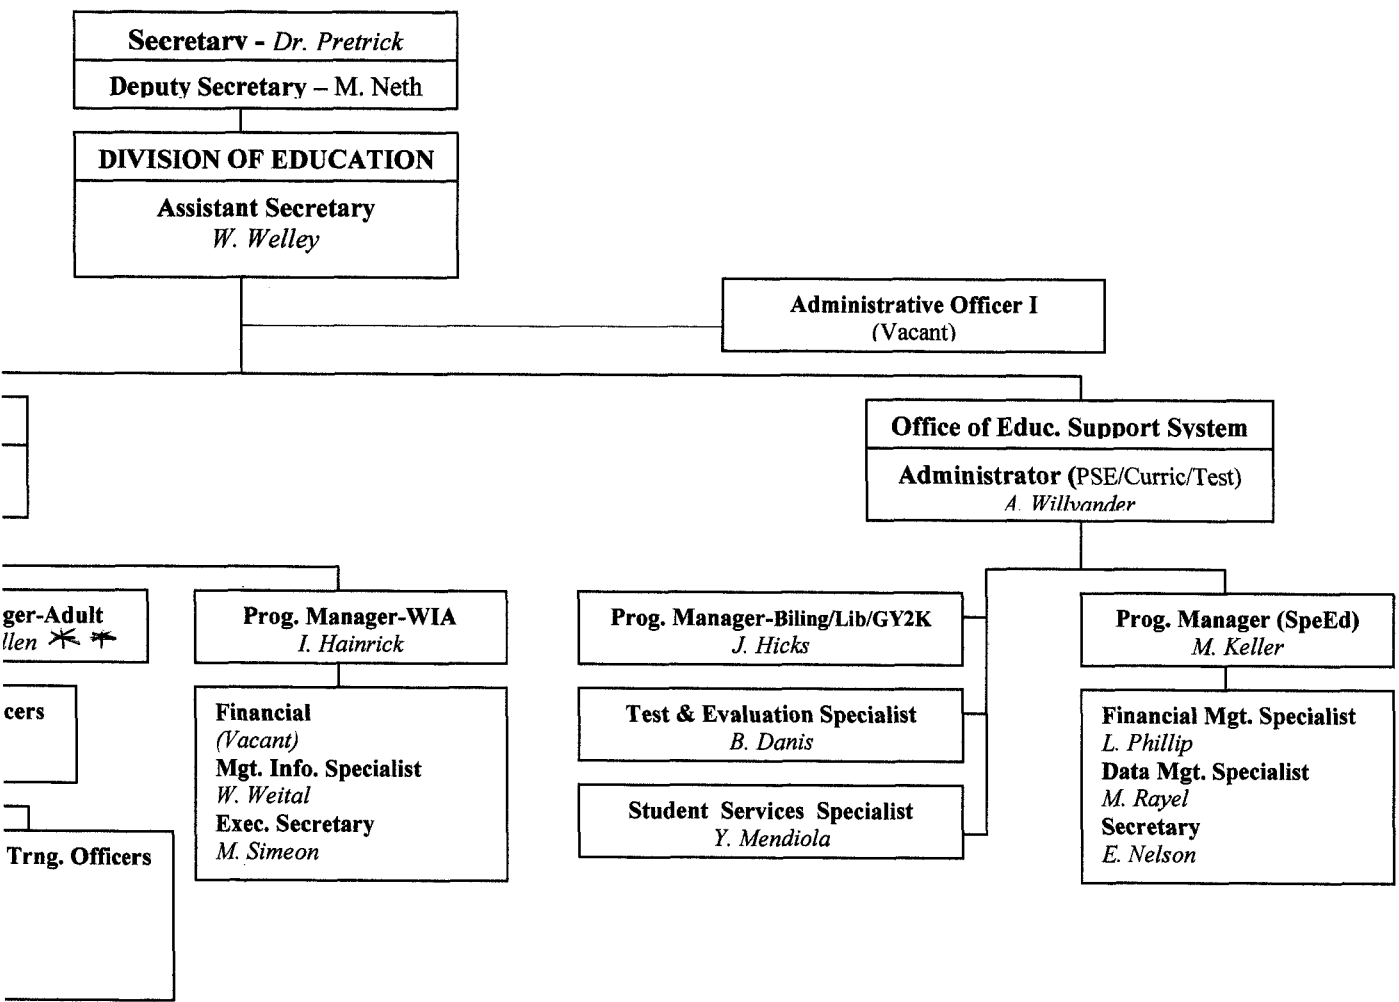 Secretary - Dr. Pretrick
Deputy Secretary – M. Neth
DIVISION OF EDUCATION
Assistant Secretary
W. Welley
Administrative Officer I
(Vacant)
Office of Educ. Support System
Administrator (PSE/Curric/Test)
A. Willyander
ger-Adult
llen
Prog. Manager-WIA
I. Hainrick
Prog. Manager-Biling/Lib/GY2K
J. Hicks
Prog. Manager (SpeEd)
M. Keller
cers
Financial
(Vacant)
Mgt. Info. Specialist
W. Weital
Exec. Secretary
M. Simeon
Test & Evaluation Specialist
B. Danis
Student Services Specialist
Y. Mendiola
Financial Mgt. Specialist
L. Phillip
Data Mgt. Specialist
M. Rayel
Secretary
E. Nelson
Trng. Officers